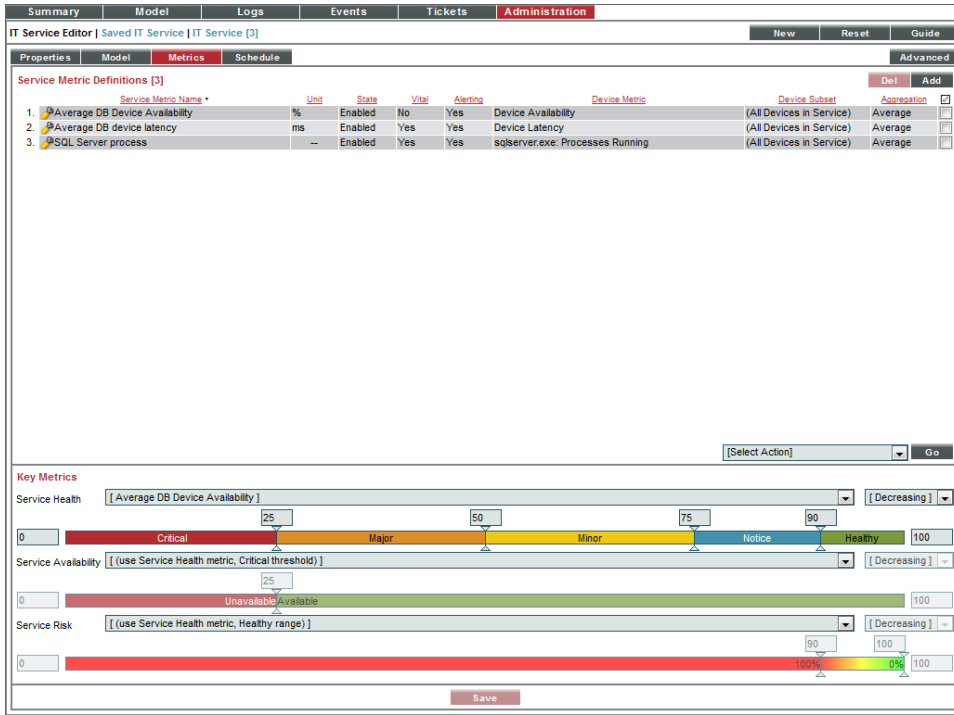 Summary Model Logs Events Tickets Administration
IT Service Editor | Saved IT Service | IT Service [3] New Reset Guide
Properties Model Metrics Schedule Advanced
Service Metric Definitions [3] Del Add
Service Metric Name • Unit State Vital Alerting Device Metric Device Subset Aggregation
1. Average DB Device Availability % Enabled No Yes Device Availability (All Devices in Service) Average
2. Average DB device latency ms Enabled Yes Yes Device Latency (All Devices in Service) Average
3. SQL Server process -- Enabled Yes Yes sqlserver.exe: Processes Running (All Devices in Service) Average
[Select Action] Go
Key Metrics
Service Health [ Average DB Device Availability ] [ Decreasing ]
25 50 75 90
0 Critical Major Minor Notice Healthy 100
Service Availability [ (use Service Health metric, Critical threshold) ] [ Decreasing ]
25
0 Unavailable Available 100
Service Risk [ (use Service Health metric, Healthy range) ] [ Decreasing ]
90 100
0 100% 0% 100
Save